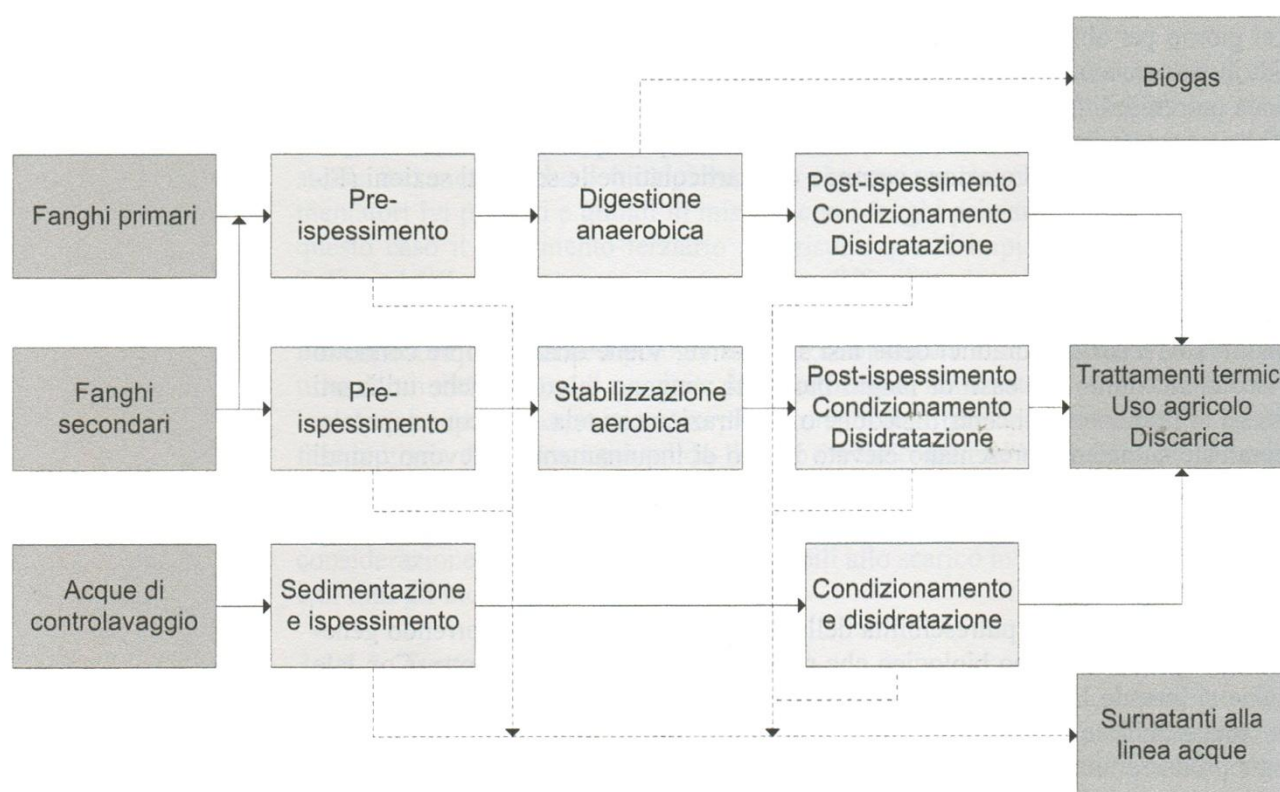 Biogas
Fanghi primari
Pre-
ispessimento
Digestione
anaerobica
Post-ispessimento
Condizionamento
Disidratazione
Fanghi
secondari
Pre-
ispessimento
Stabilizzazione
aerobica
Post-ispessimento
Condizionamento
Disidratazione
Trattamenti termic
Uso agricolo
Discarica
Acque di
controlavaggio
Sedimentazione
e ispessimento
Condizionamento
e disidratazione
Surnatanti alla
linea acque